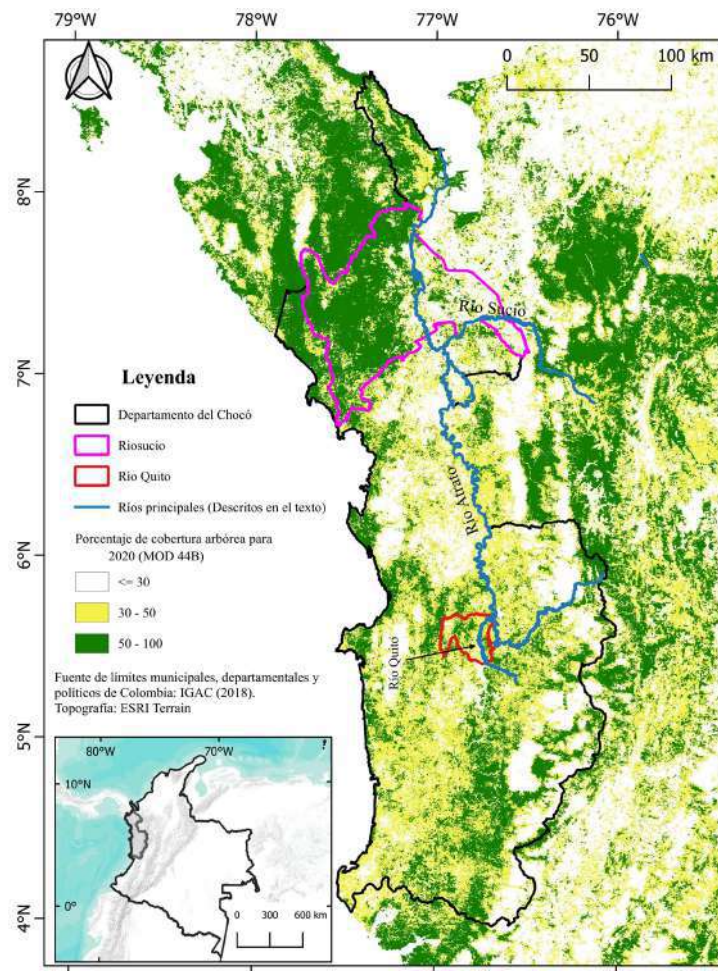 79°W
78°W
77°W
76°W
0
50
100 km
8°N
7°N
6°N
5°N
4°N
Río Sucio
Río Atrato
Río Quito
Leyenda
Departamento del Chocó
Riosucio
Río Quito
Ríos principales (Descritos en el texto)
Porcentaje de cobertura arbórea para
2020 (MOD 44B)
<= 30
30 - 50
50 - 100
Fuente de límites municipales, departamentales y
políticos de Colombia: IGAC (2018).
Topografía: ESRI Terrain
80°W
70°W
10°N
0°
0
300
600 km